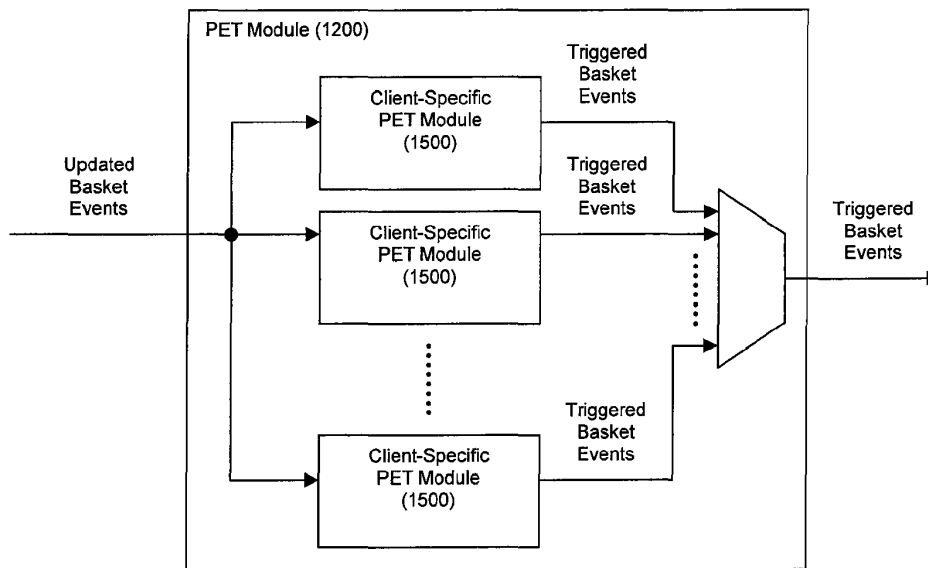 PET Module (1200)
Triggered
Basket
Events
Client-Specific
PET Module
(1500)
Updated
Basket
Events
Triggered
Basket
Events
Client-Specific
PET Module
(1500)
Triggered
Basket
Events
Triggered
Basket
Events
Client-Specific
PET Module
(1500)